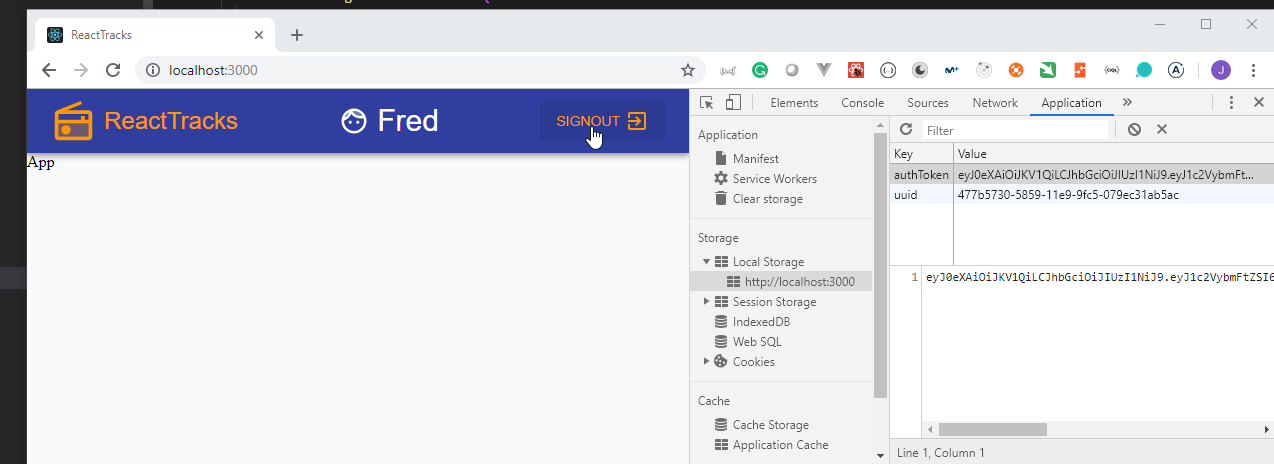 ReactTracks
localhost:3000
J
ReactTracks
Fred
SIGNOUT
App
Elements
Console
Sources
Network
Application
Application
Manifest
Service Workers
Clear storage
Storage
Local Storage
http://localhost:3000
Session Storage
IndexedDB
Web SQL
Cookies
Cache
Cache Storage
Application Cache
Filter
Key Value
authToken eyJ0eXAiOiJKV1QiLCJhbGciOiJIUzI1NiJ9.eyJ1c2VybmFt...
uuid 477b5730-5859-11e9-9fc5-079ec31ab5ac
1 eyJ0eXAiOiJKV1QiLCJhbGciOiJIUzI1NiJ9.eyJ1c2VybmFtZSI6
Line 1, Column 1